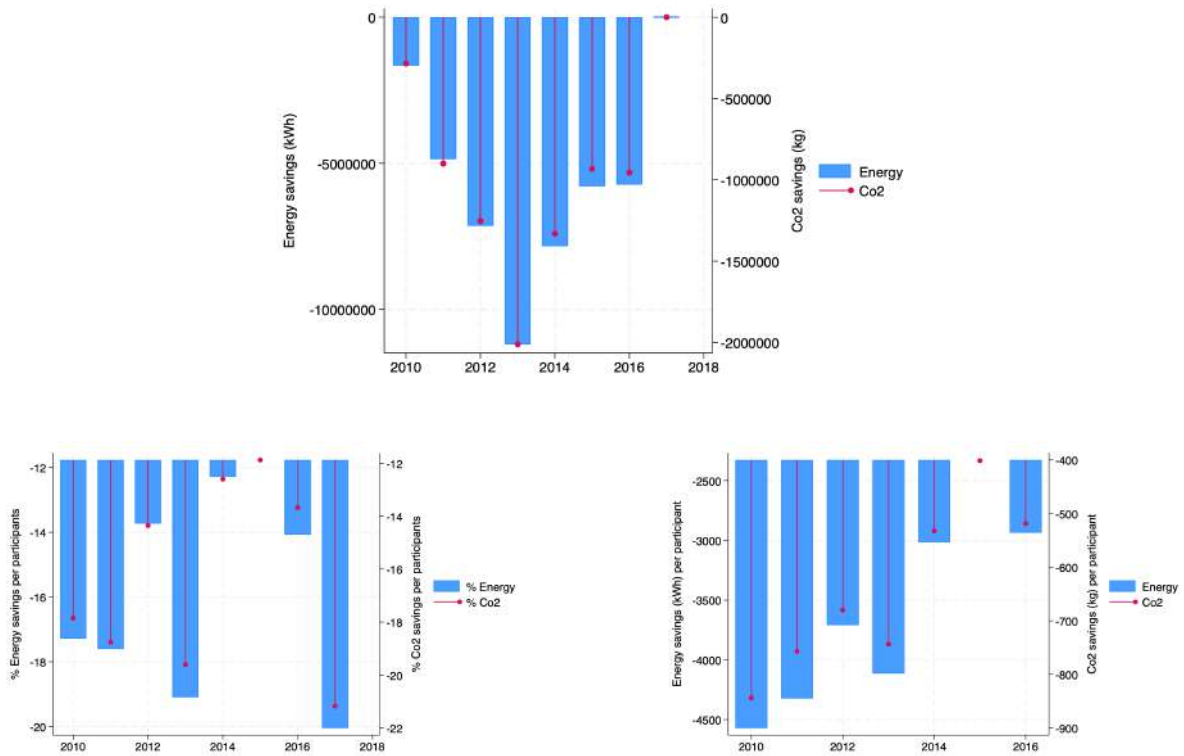 Energy savings (kWh)
0
-5000000
-10000000
0
-500000
-1000000
-1500000
-2000000
Co2 savings (kg)
2010 2012 2014 2016 2018
Energy
Co2
% Energy savings per participants
-12
-14
-16
-18
-20
-12
-14
-16
-18
-20
-22
% Co2 savings per participants
2010 2012 2014 2016 2018
% Energy
% Co2
Energy savings (kWh) per participant
-2500
-3000
-3500
-4000
-4500
-400
-500
-600
-700
-800
-900
Co2 savings (kg) per participant
2010 2012 2014 2016
Energy
Co2